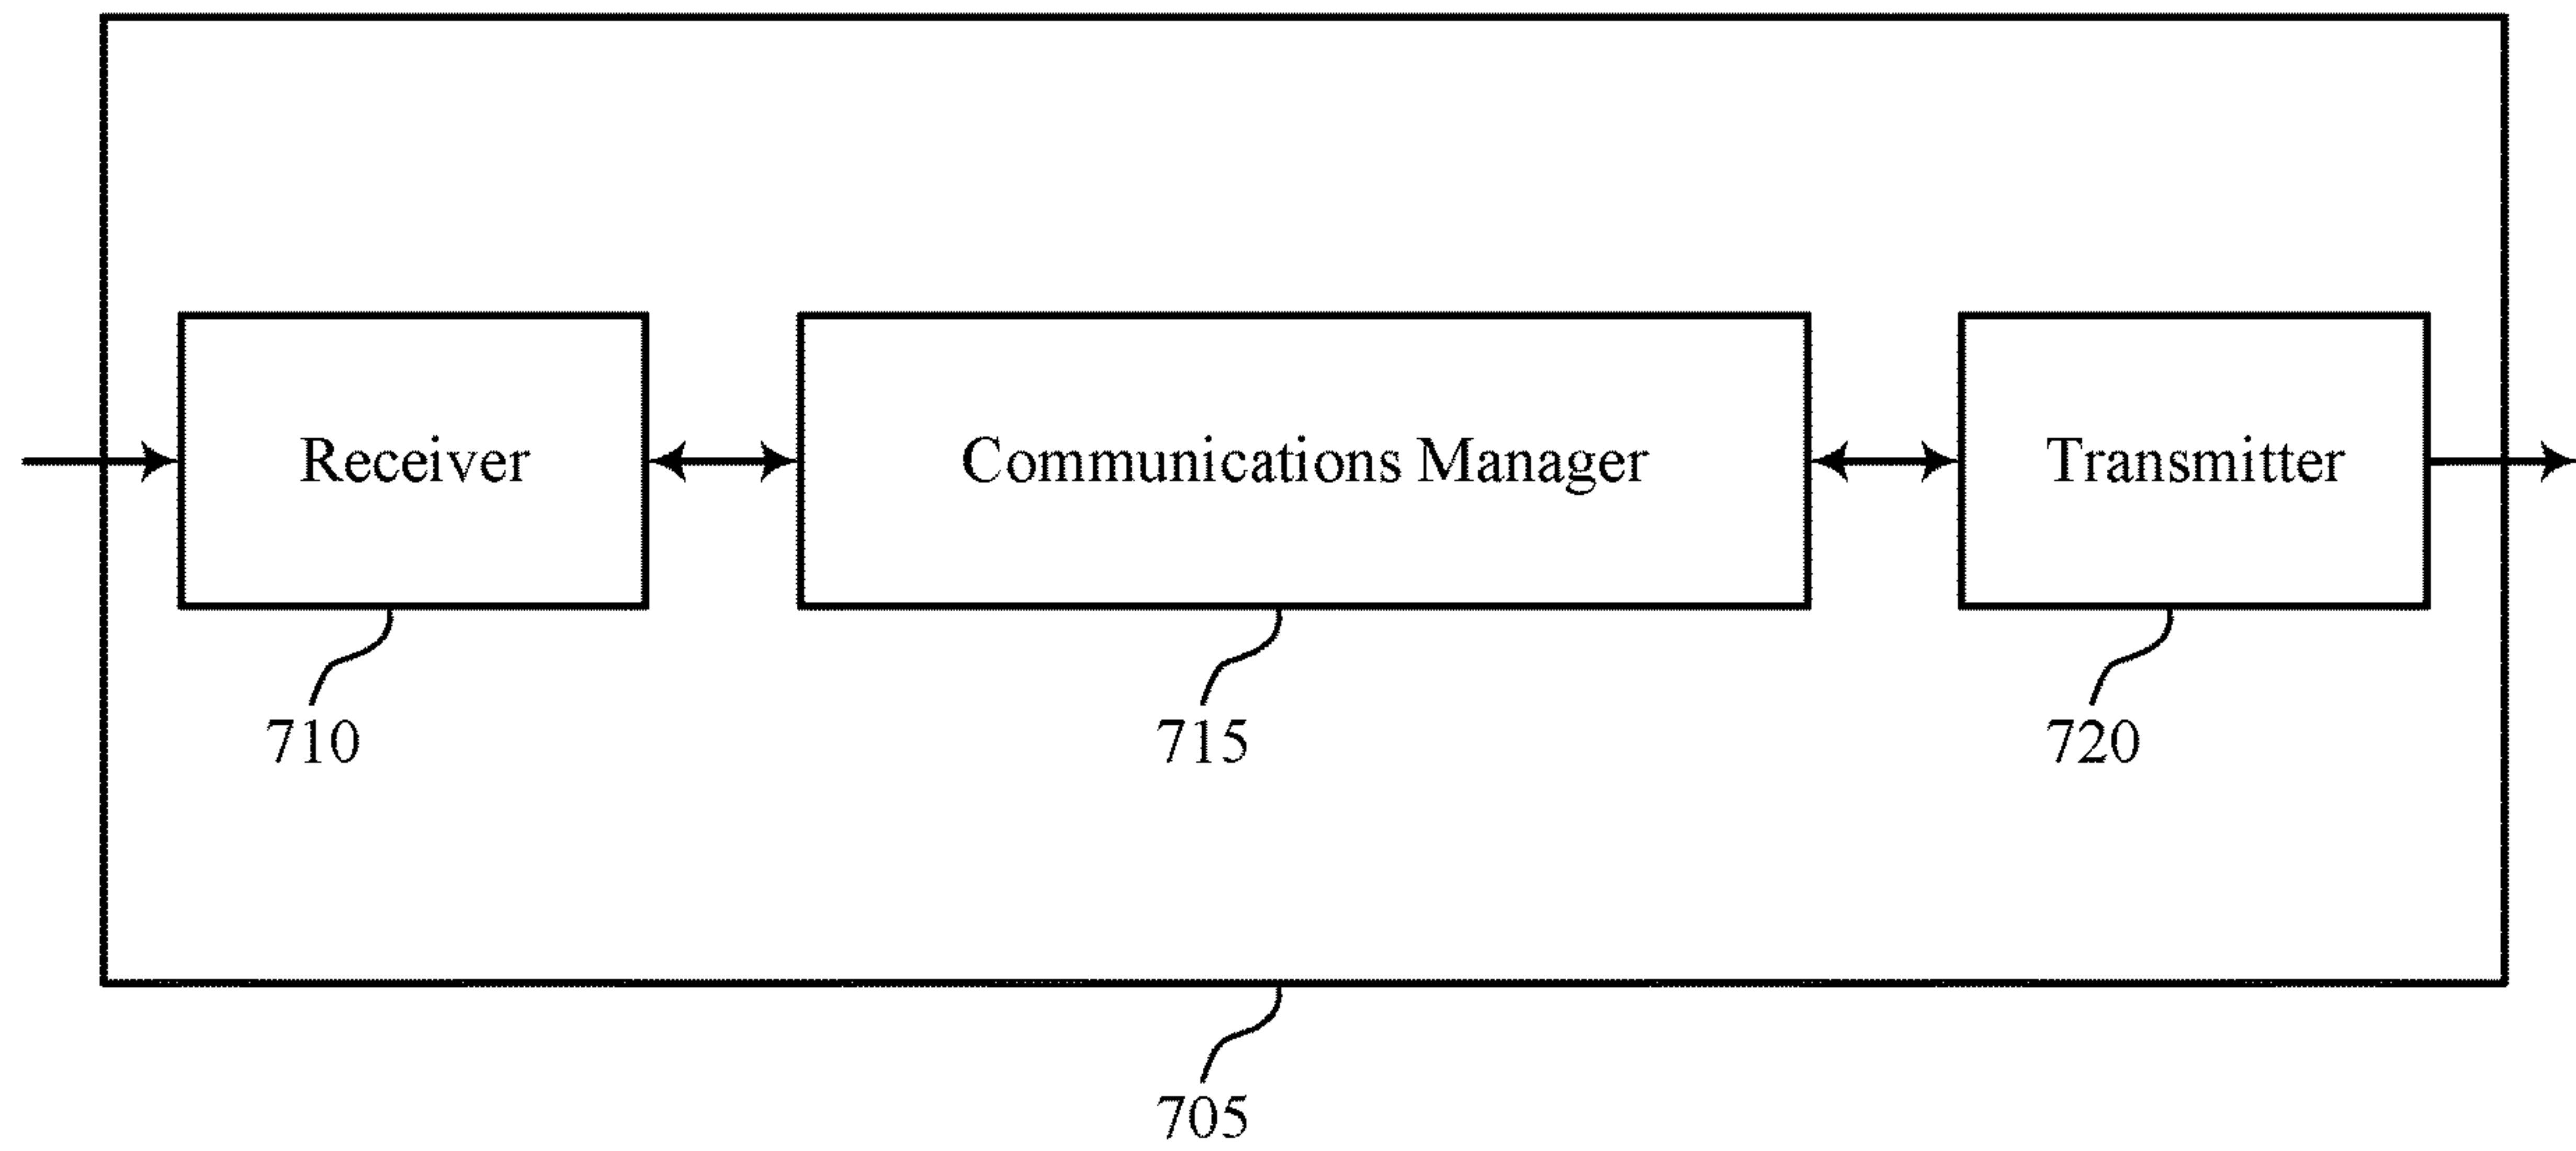 Receiver
Communications Manager
Transmitter
710
715
720
705